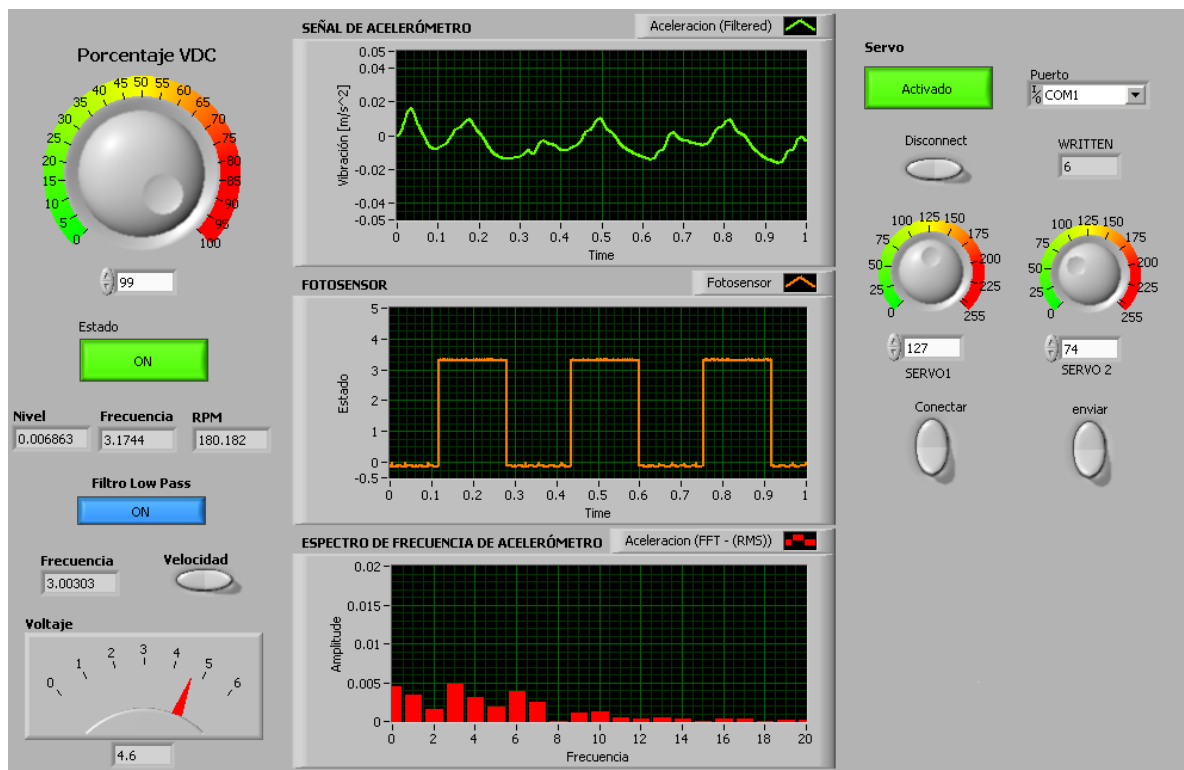 Porcentaje VDC
0
5
10
15
20
25
30
35
40
45
50
55
60
65
70
75
80
85
90
95
100
99
Estado
ON
Nivel Frecuencia RPM
0.006863 3.1744 180.182
Filtro Low Pass
ON
Frecuencia Velocidad
3.00303
Voltaje
0 1 2 3 4 5 6
4.6
SEÑAL DE ACELERÓMETRO Aceleracion (Filtered)
Vibración [m/s^2]
0.05
0.04
0.02
0
-0.02
-0.04
-0.05
0 0.1 0.2 0.3 0.4 0.5 0.6 0.7 0.8 0.9 1
Time
FOTOSENSOR Fotosensor
Estado
5
4
3
2
1
0
-0.5
0 0.1 0.2 0.3 0.4 0.5 0.6 0.7 0.8 0.9 1
Time
ESPECTRO DE FRECUENCIA DE ACELERÓMETRO Aceleracion (FFT - (RMS))
Amplitude
0.02
0.015
0.01
0.005
0
0 2 4 6 8 10 12 14 16 18 20
Frecuencia
Servo
Activado
Puerto
I/O COM1
Disconnect WRITTEN
6
0 25 50 75 100 125 150 175 200 225 255
127
SERVO1
0 25 50 75 100 125 150 175 200 225 255
74
SERVO 2
Conectar enviar